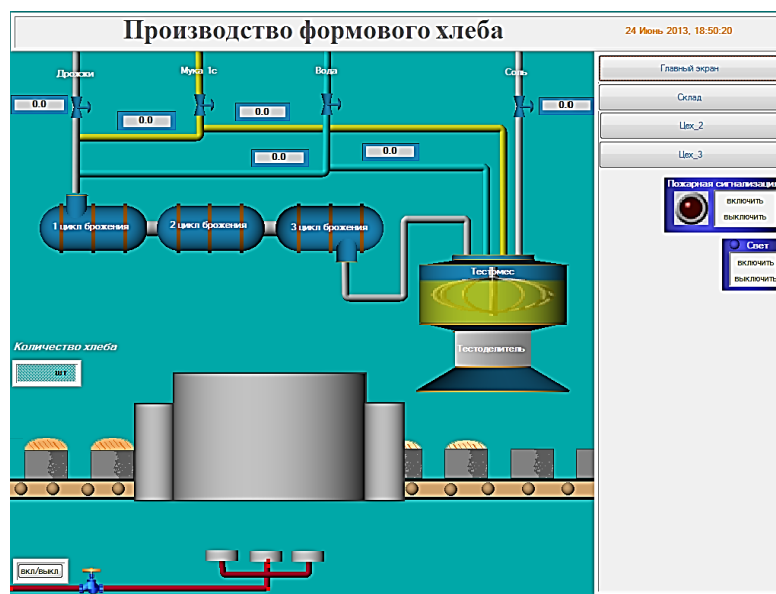 Производство формового хлеба
24 Июнь 2013, 18:50:20
Дрожжи
Мука 1с
Вода
Соль
0.0
0.0
0.0
0.0
0.0
0.0
Главный экран
Склад
Цех_2
Цех_3
Пожарная сигнализация
включить
выключить
Свет
включить
выключить
1 цикл брожения
2 цикл брожения
3 цикл брожения
Тестомес
Тестоделитель
Количество хлеба
шт
вкл/выкл